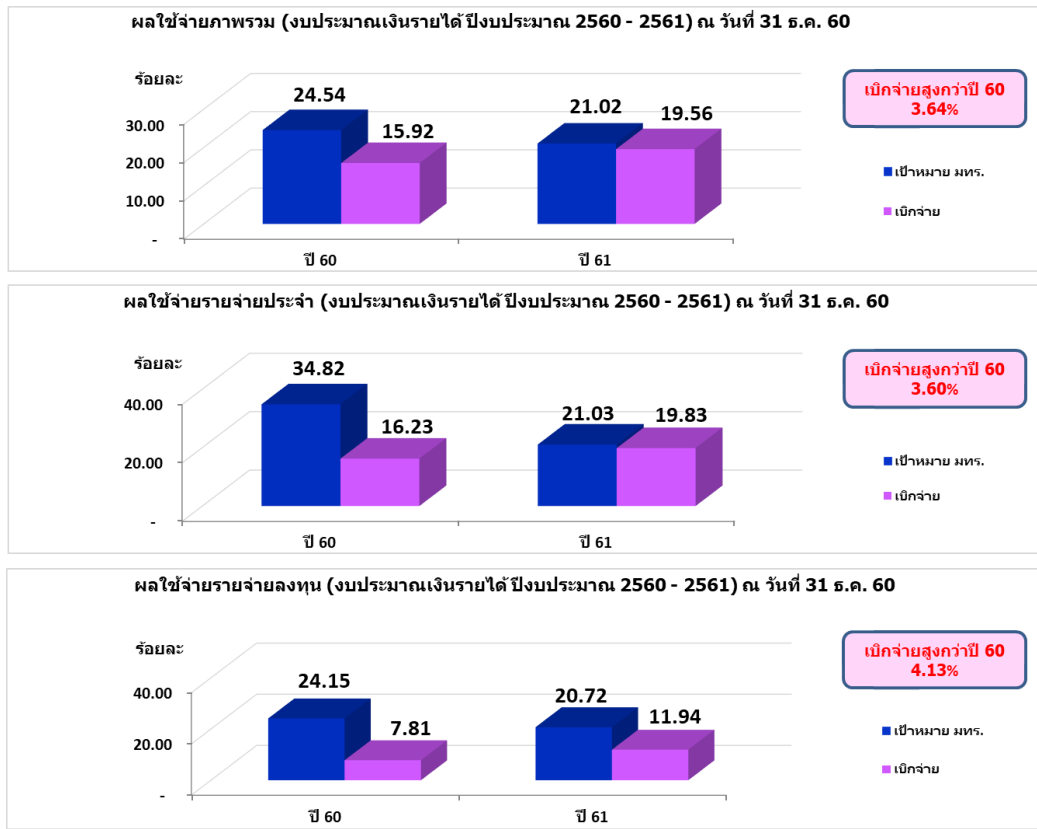 ผลใช้จ่ายภาพรวม (งบประมาณเงินรายได้ ปีงบประมาณ 2560 - 2561) ณ วันที่ 31 ธ.ค. 60
ร้อยละ
30.00
20.00
10.00
-
24.54
15.92
21.02
19.56
ปี 60
ปี 61
เบิกจ่ายสูงกว่าปี 60
3.64%
เป้าหมาย มทร.
เบิกจ่าย
ผลใช้จ่ายรายจ่ายประจำ (งบประมาณเงินรายได้ ปีงบประมาณ 2560 - 2561) ณ วันที่ 31 ธ.ค. 60
ร้อยละ
40.00
20.00
-
34.82
16.23
21.03
19.83
ปี 60
ปี 61
เบิกจ่ายสูงกว่าปี 60
3.60%
เป้าหมาย มทร.
เบิกจ่าย
ผลใช้จ่ายรายจ่ายลงทุน (งบประมาณเงินรายได้ ปีงบประมาณ 2560 - 2561) ณ วันที่ 31 ธ.ค. 60
ร้อยละ
40.00
20.00
-
24.15
7.81
20.72
11.94
ปี 60
ปี 61
เบิกจ่ายสูงกว่าปี 60
4.13%
เป้าหมาย มทร.
เบิกจ่าย